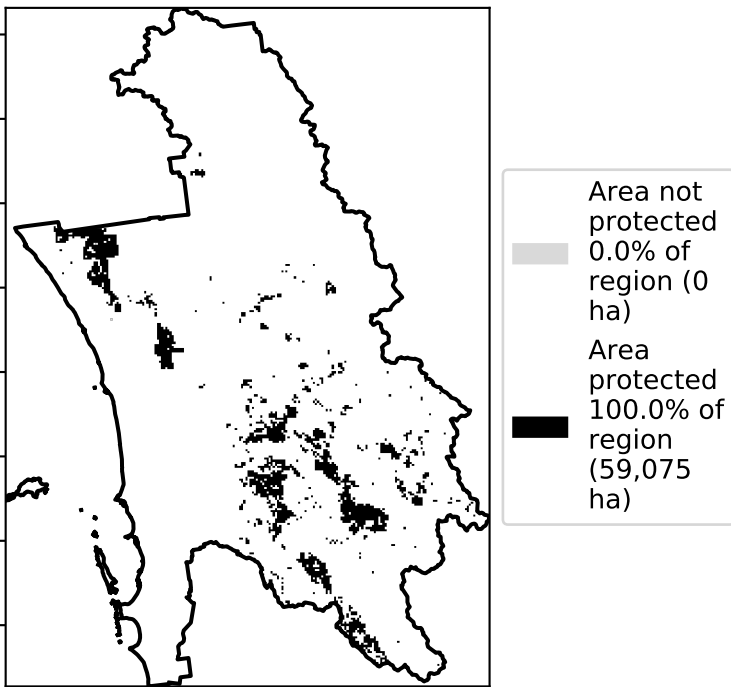 Area not
protected
0.0% of
region (0
ha)
Area
protected
100.0% of
region
(59,075
ha)